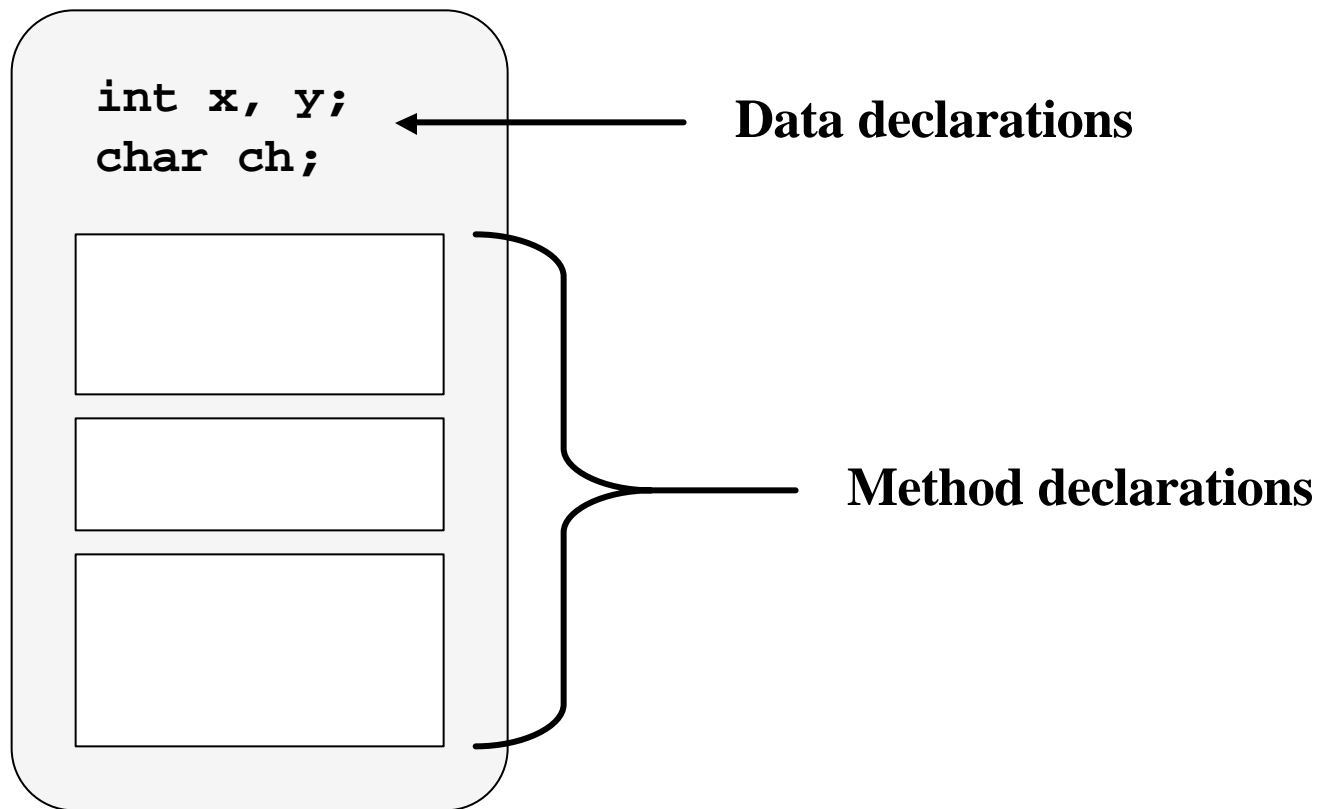 int x, y;
char ch;
Data declarations
Method declarations